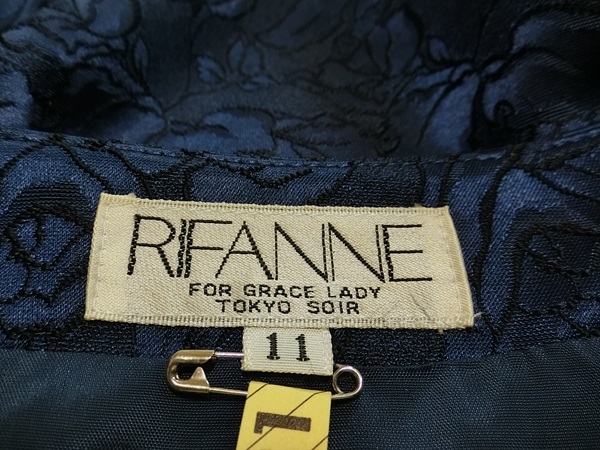 RIFANNE
FOR GRACE LADY
TOKYO SOIR
11